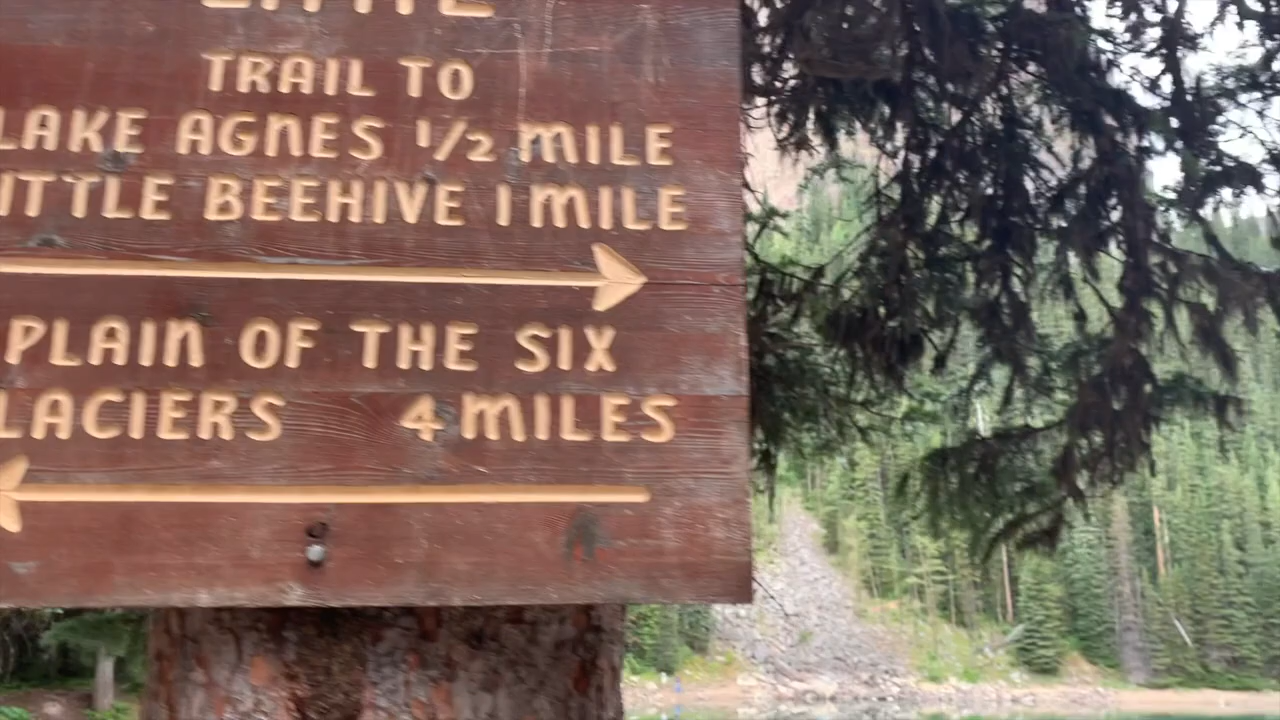 TRAIL TO
LAKE AGNES 1/2 MILE
ITTLE BEEHIVE 1 MILE
PLAIN OF THE SIX
LACIERS 4 MILES